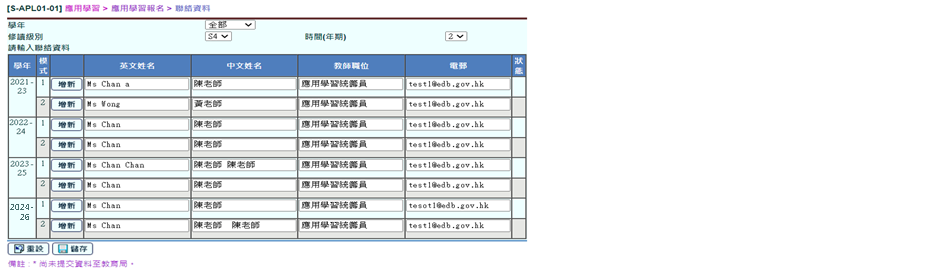 [S-APL01-01] 應用學習 > 應用學習報名 > 聯絡資料
學年 全部
修讀級別 S4 時間(年期) 2
請輸入聯絡資料
學年 模式 英文姓名 中文姓名 教師職位 電郵 狀態
2021-23 1 增新 Ms Chan a 陳老師 應用學習統籌員 test1@edb.gov.hk
2 增新 Ms Wong 黃老師 應用學習統籌員 test1@edb.gov.hk
2022-24 1 增新 Ms Chan 陳老師 應用學習統籌員 test1@edb.gov.hk
2 增新 Ms Chan 陳老師 應用學習統籌員 test1@edb.gov.hk
2023-25 1 增新 Ms Chan Chan 陳老師 陳老師 應用學習統籌員 test1@edb.gov.hk
2 增新 Ms Chan 陳老師 應用學習統籌員 test1@edb.gov.hk
2024-26 1 增新 Ms Chan 陳老師 應用學習統籌員 tesot1@edb.gov.hk
2 增新 Ms Chan 陳老師 陳老師 應用學習統籌員 test1@edb.gov.hk
重設 儲存
備註 : * 尚未提交資料至教育局。